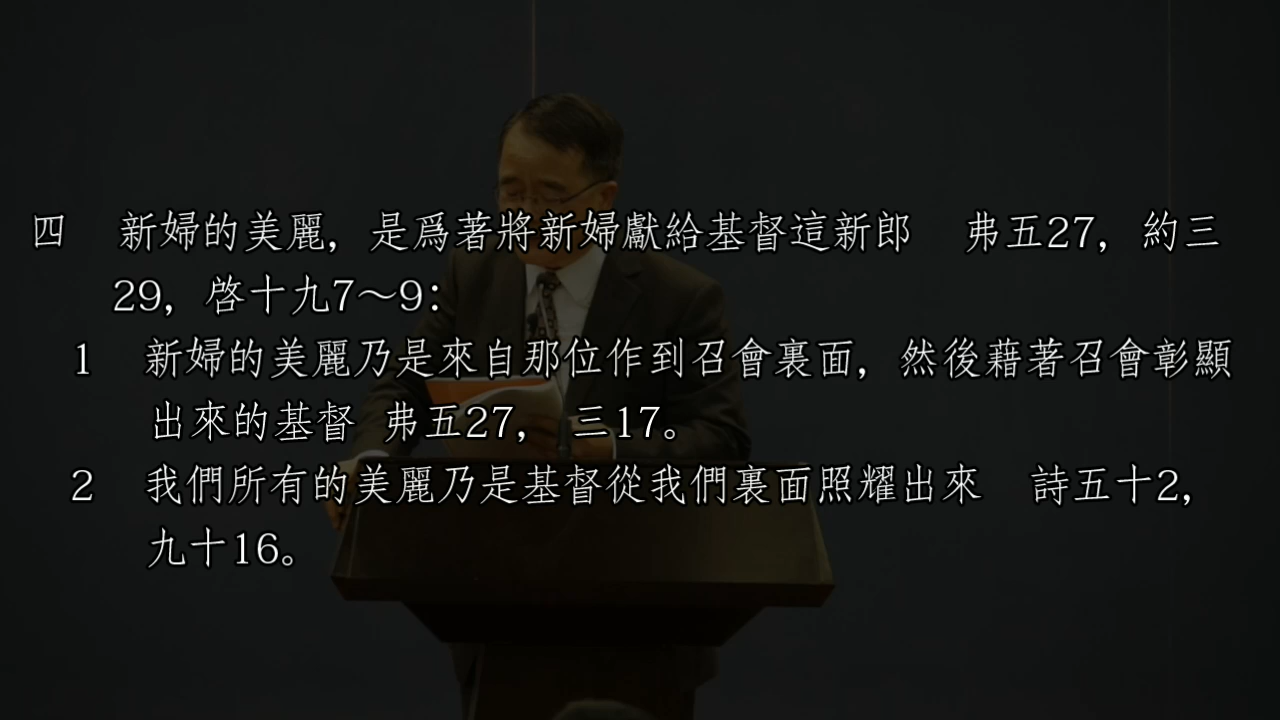 四　新婦的美麗，是爲著將新婦獻給基督這新郎　弗五27，約三
29，啓十九7～9：
1　新婦的美麗乃是來自那位作到召會裏面，然後藉著召會彰顯
出來的基督 弗五27，三17。
2　我們所有的美麗乃是基督從我們裏面照耀出來　詩五十2，
九十16。